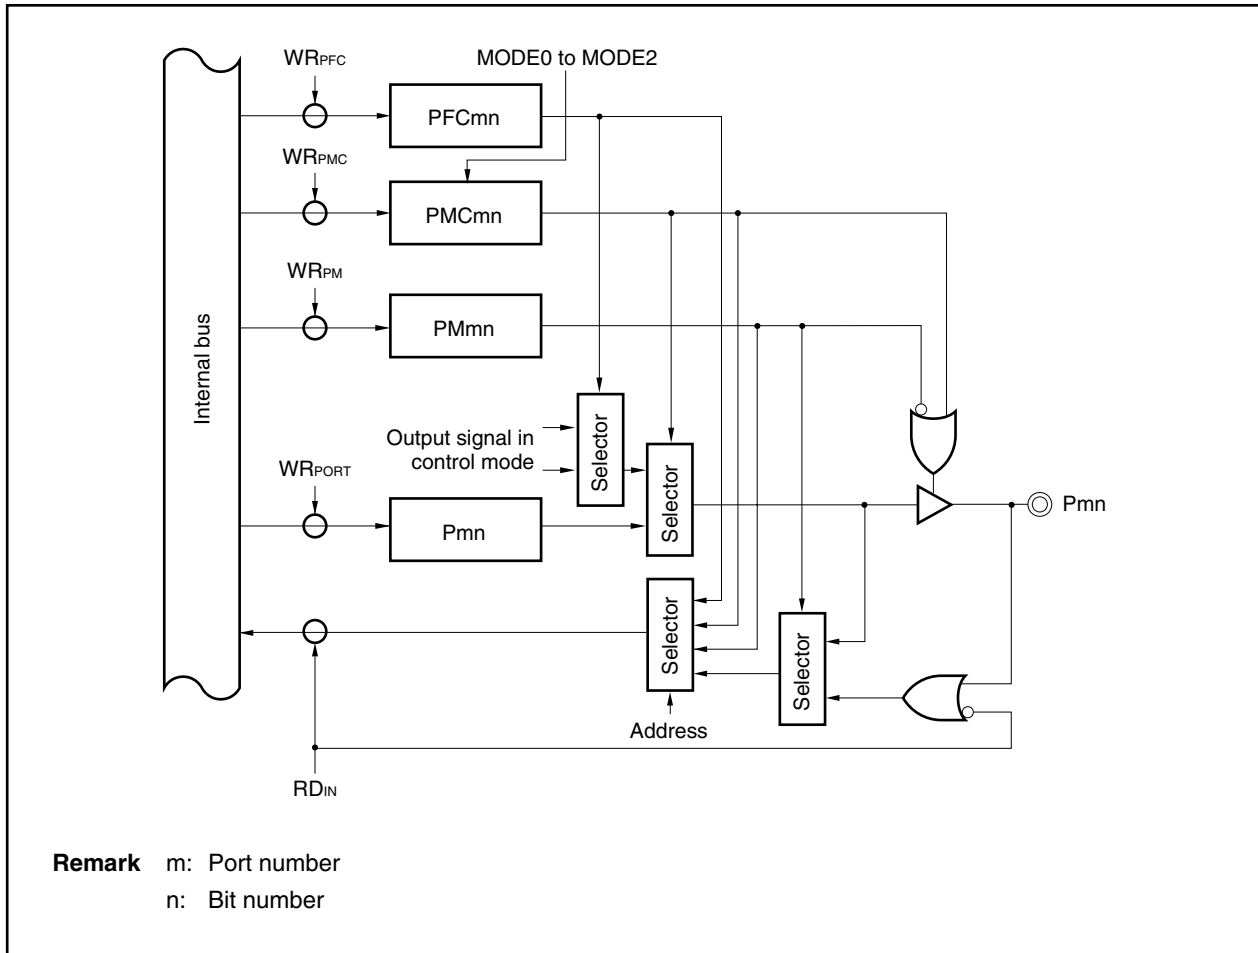 WRPFC
MODE0 to MODE2
PFCmn
WRPMC
PMCmn
WRPM
PMmn
Internal bus
Output signal in
control mode
Selector
Selector
WRPORT
Pmn
Pmn
Selector
Selector
Address
RDIN
Remark m: Port number
n: Bit number